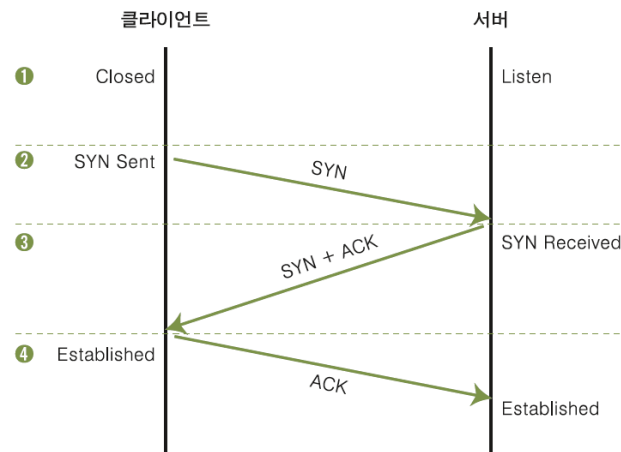 클라이언트 서버
❶ Closed Listen
❷ SYN Sent SYN
❸ SYN + ACK SYN Received
❹ Established ACK
Established